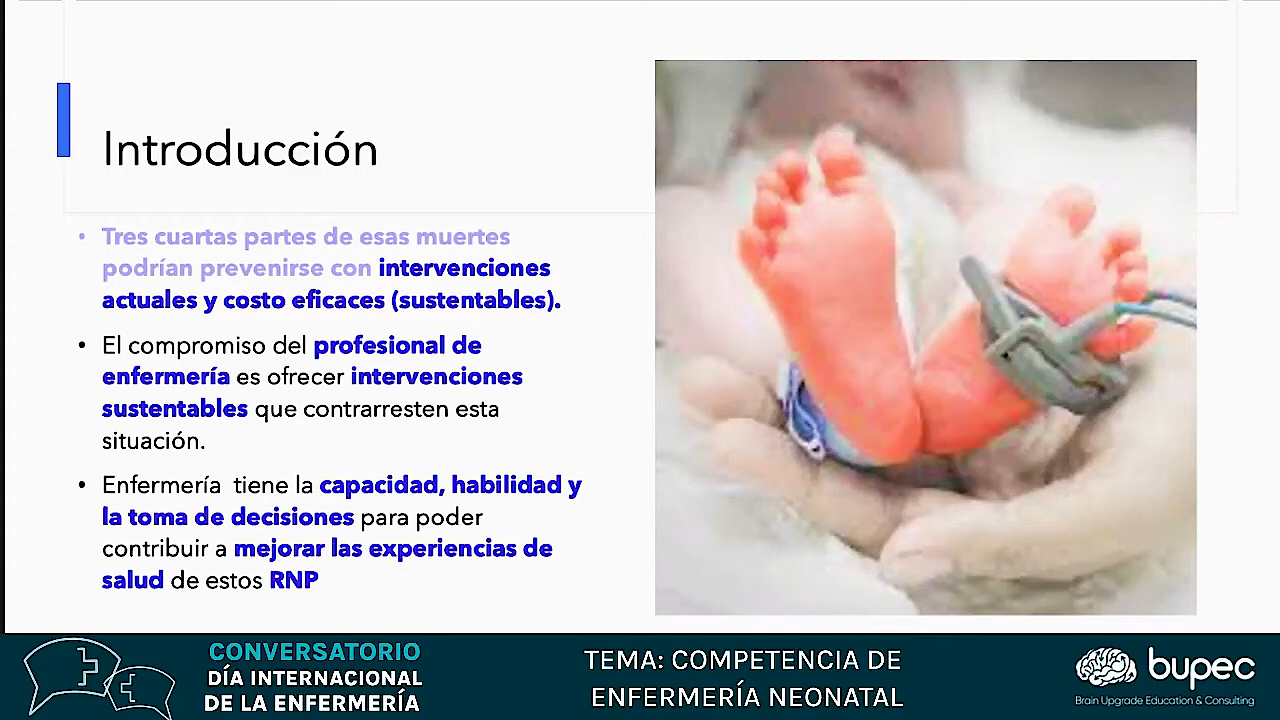 Introducción
• Tres cuartas partes de esas muertes
podrían prevenirse con intervenciones
actuales y costo eficaces (sustentables).
• El compromiso del profesional de
enfermería es ofrecer intervenciones
sustentables que contrarresten esta
situación.
• Enfermería tiene la capacidad, habilidad y
la toma de decisiones para poder
contribuir a mejorar las experiencias de
salud de estos RNP
CONVERSATORIO
DÍA INTERNACIONAL
DE LA ENFERMERÍA
TEMA: COMPETENCIA DE
ENFERMERÍA NEONATAL
bupec
Brain Upgrade Education & Consulting